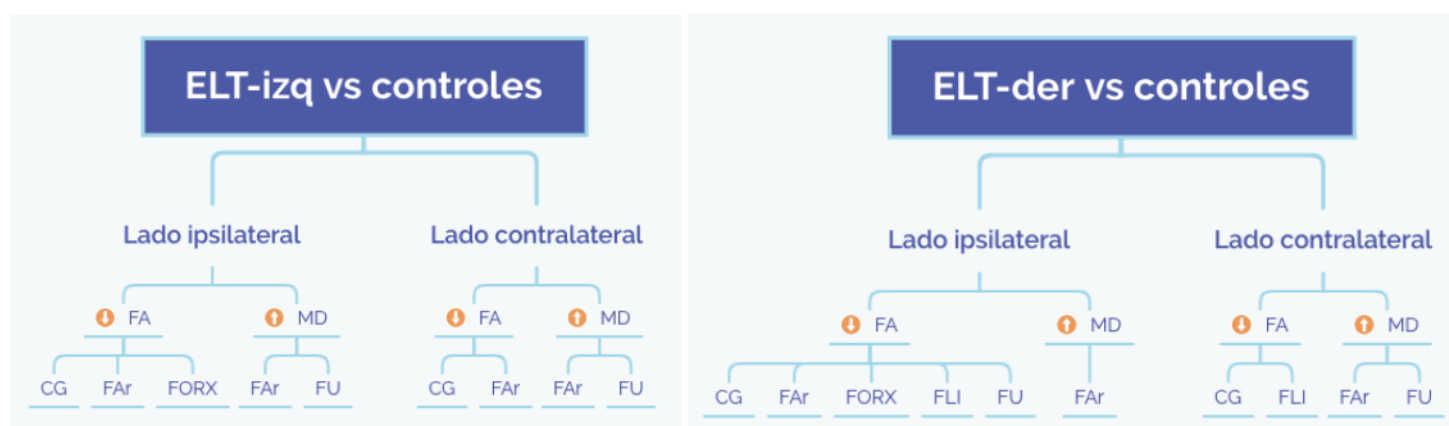 ELT-izq vs controles
Lado ipsilateral Lado contralateral
FA MD FA MD
CG FAr FORX FAr FU CG FAr FAr FU
ELT-der vs controles
Lado ipsilateral Lado contralateral
FA MD FA MD
CG FAr FORX FLI FU FAr CG FLI FAr FU